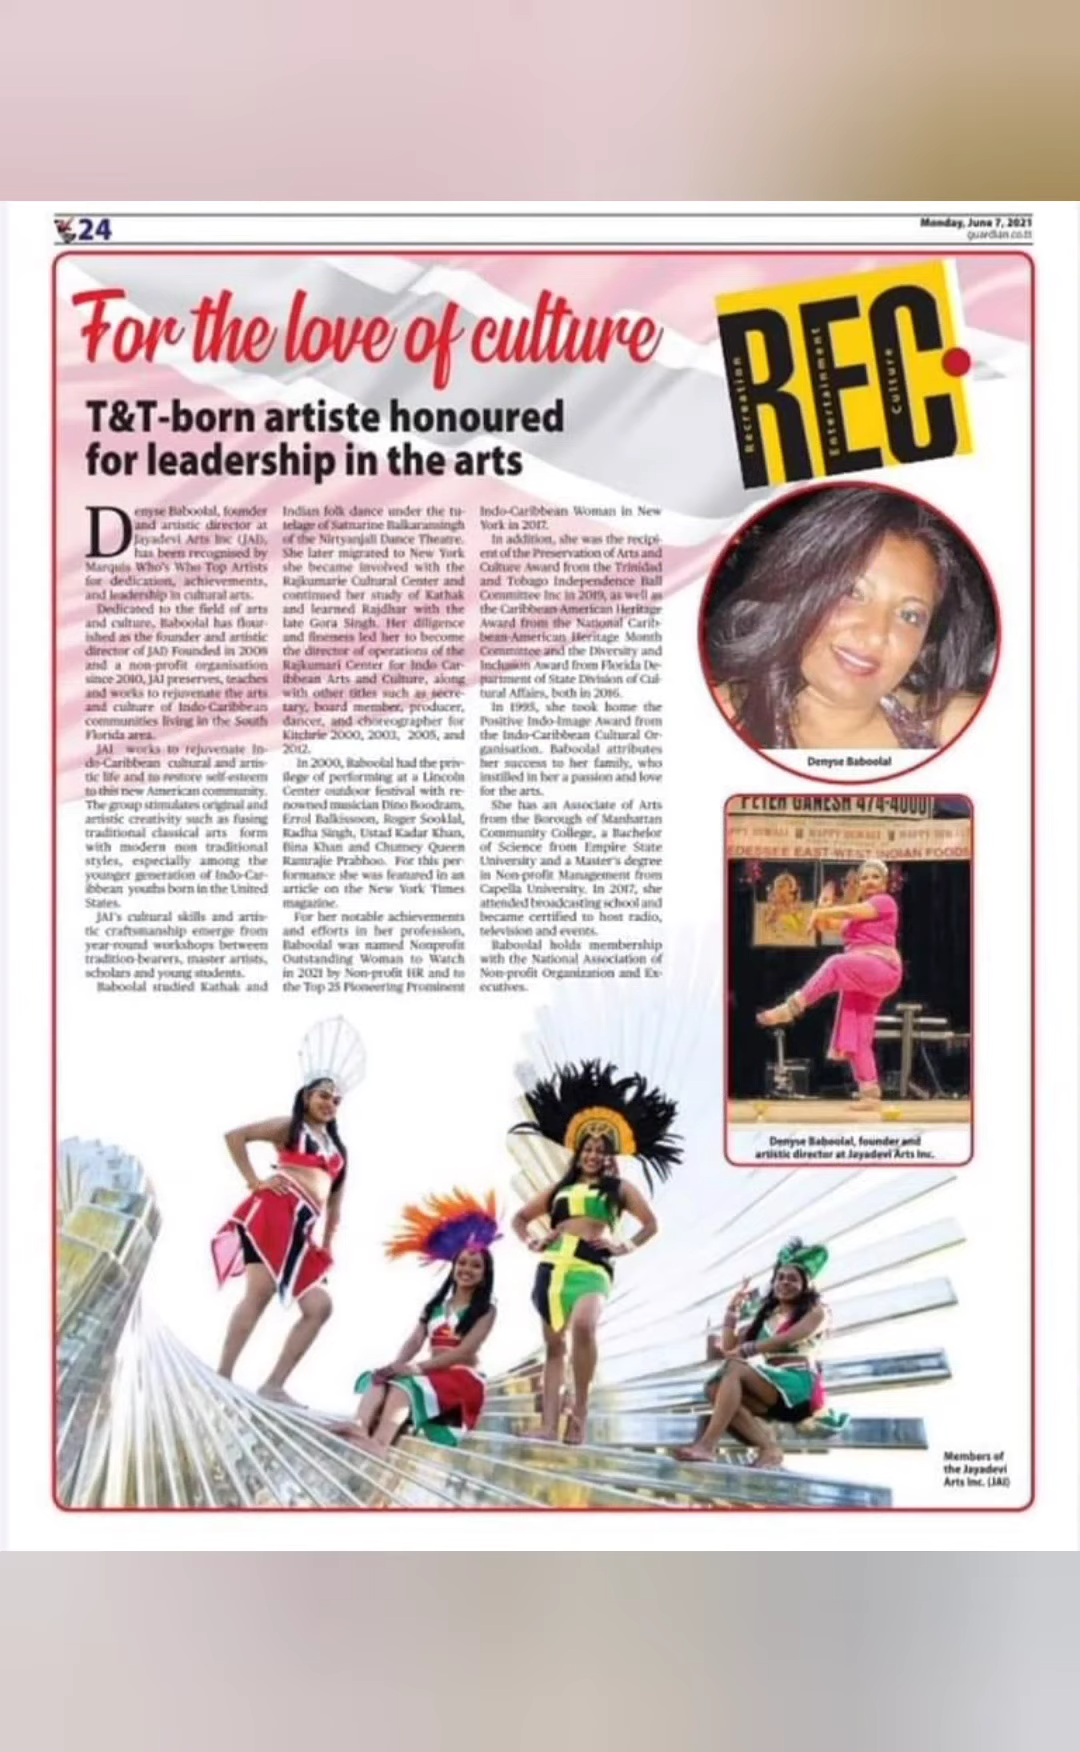 24
Monday, June 7, 2021
guardian.co.tt
For the love of culture
T&T-born artiste honoured
for leadership in the arts
REC
Recreation
Entertainment
Culture
Denyse Baboolal, founder
and artistic director at
Jayadevi Arts Inc (JAI),
has been recognised by
Marquis Who's Who Top Artists
for dedication, achievements,
and leadership in cultural arts.
Dedicated to the field of arts
and culture, Baboolal has flour-
ished as the founder and artistic
director of JAI) Founded in 2008
and a non-profit organisation
since 2010, JAI preserves, teaches
and works to rejuvenate the arts
and culture of Indo-Caribbean
communities living in the South
Florida area.
JAI works to rejuvenate In-
do-Caribbean cultural and artis-
tic life and to restore self-esteem
to this new American community.
The group stimulates original and
artistic creativity such as fusing
traditional classical arts form
with modern non traditional
styles, especially among the
younger generation of Indo-Car-
ibbean youths born in the United
States.
JAI's cultural skills and artis-
tic craftsmanship emerge from
year-round workshops between
tradition-bearers, master artists,
scholars and young students.
Baboolal studied Kathak and
Indian folk dance under the tu-
telage of Satnarine Balkaransingh
of the Nirtyanjali Dance Theatre.
She later migrated to New York
she became involved with the
Rajkumarie Cultural Center and
continued her study of Kathak
and learned Rajdhar with the
late Gora Singh. Her diligence
and fineness led her to become
the director of operations of the
Rajkumari Center for Indo Car-
ibbean Arts and Culture, along
with other titles such as secre-
tary, board member, producer,
dancer, and choreographer for
Kitchrie 2000, 2003, 2005, and
2012.
In 2000, Baboolal had the priv-
ilege of performing at a Lincoln
Center outdoor festival with re-
nowned musician Dino Boodram,
Errol Balkissoon, Roger Sooklal,
Radha Singh, Ustad Kadar Khan,
Bina Khan and Chutney Queen
Ramrajie Prabhoo. For this per-
formance she was featured in an
article on the New York Times
magazine.
For her notable achievements
and efforts in her profession,
Baboolal was named Nonprofit
Outstanding Woman to Watch
in 2021 by Non-profit HR and to
the Top 25 Pioneering Prominent
Indo-Caribbean Woman in New
York in 2017.
In addition, she was the recipi-
ent of the Preservation of Arts and
Culture Award from the Trinidad
and Tobago Independence Ball
Committee Inc in 2019, as well as
the Caribbean-American Heritage
Award from the National Carib-
bean-American Heritage Month
Committee and the Diversity and
Inclusion Award from Florida De-
partment of State Division of Cul-
tural Affairs, both in 2016.
In 1995, she took home the
Positive Indo-Image Award from
the Indo-Caribbean Cultural Or-
ganisation. Baboolal attributes
her success to her family, who
instilled in her a passion and love
for the arts.
She has an Associate of Arts
from the Borough of Manhattan
Community College, a Bachelor
of Science from Empire State
University and a Master's degree
in Non-profit Management from
Capella University. In 2017, she
attended broadcasting school and
became certified to host radio,
television and events.
Baboolal holds membership
with the National Association of
Non-profit Organization and Ex-
ecutives.
Denyse Baboolal
PETER GANESH 474-4000
HAPPY DIWALI
EAST-WEST INDIAN FOODS
Denyse Baboolal, founder and
artistic director at Jayadevi Arts Inc.
Members of
the Jayadevi
Arts Inc. (JAI)